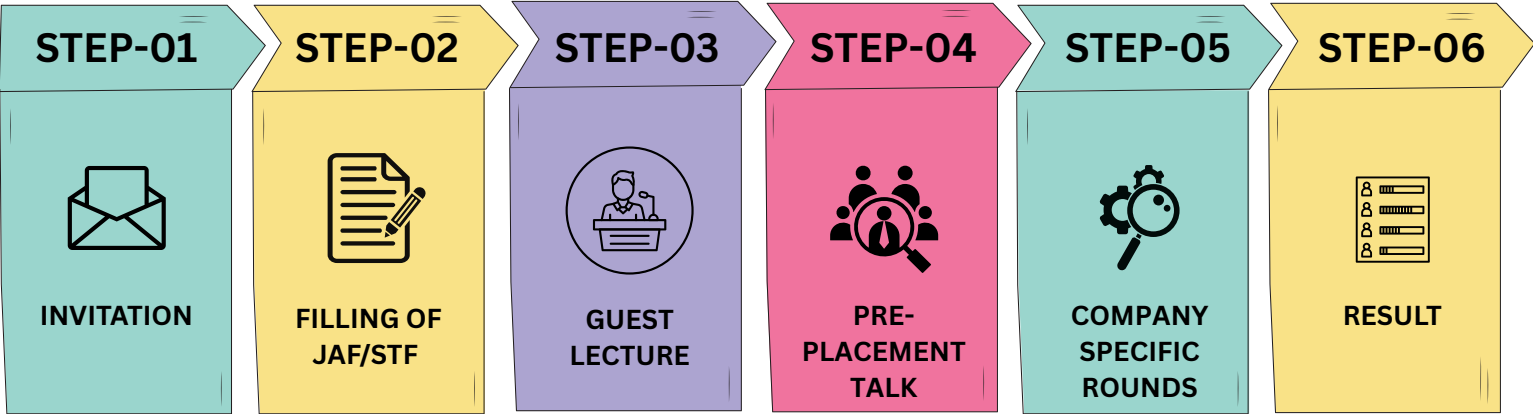 STEP-01
INVITATION
STEP-02
FILLING OF
JAF/STF
STEP-03
GUEST
LECTURE
STEP-04
PRE-
PLACEMENT
TALK
STEP-05
COMPANY
SPECIFIC
ROUNDS
STEP-06
RESULT